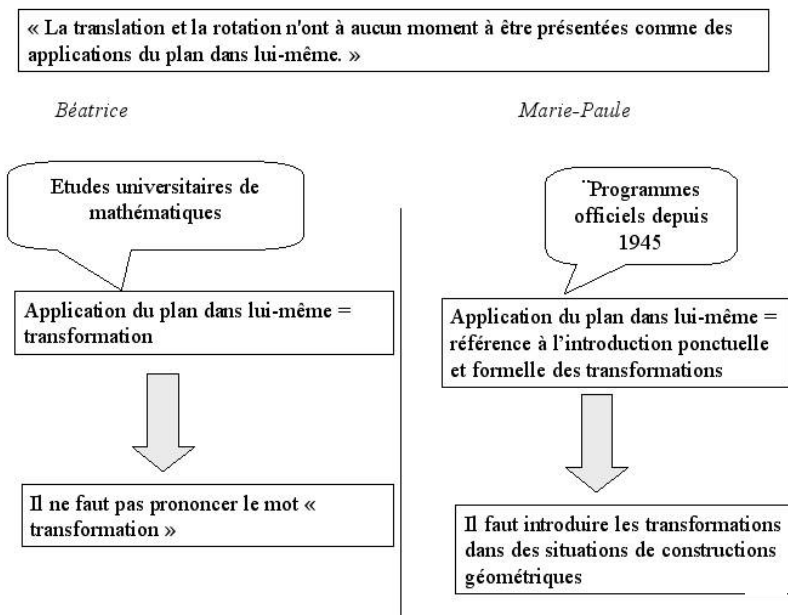 « La translation et la rotation n'ont à aucun moment à être présentées comme des
applications du plan dans lui-même. »
Béatrice
Etudes universitaires de
mathématiques
Application du plan dans lui-même =
transformation
Il ne faut pas prononcer le mot «
transformation »
Marie-Paule
¨Programmes
officiels depuis
1945
Application du plan dans lui-même =
référence à l’introduction ponctuelle
et formelle des transformations
Il faut introduire les transformations
dans des situations de constructions
géométriques